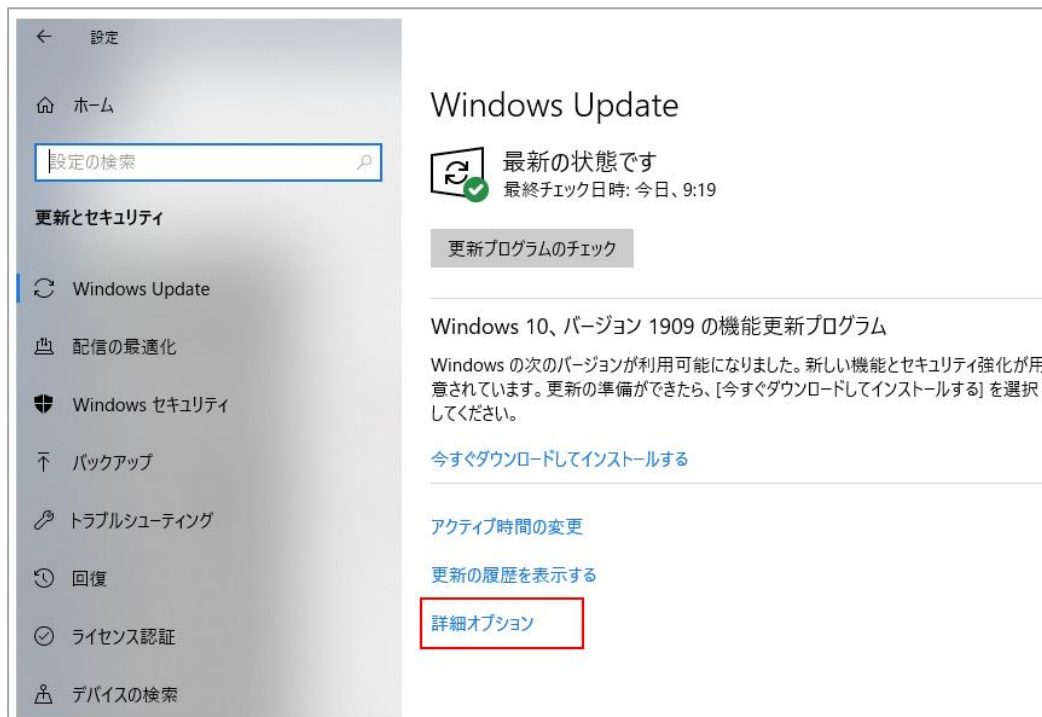 設定
ホーム
設定の検索
更新とセキュリティ
Windows Update
配信の最適化
Windows セキュリティ
バックアップ
トラブルシューティング
回復
ライセンス認証
デバイスの検索
Windows Update
最新の状態です
最終チェック日時: 今日、9:19
更新プログラムのチェック
Windows 10、バージョン 1909 の機能更新プログラム
Windows の次のバージョンが利用可能になりました。新しい機能とセキュリティ強化が用
意されています。更新の準備ができたら、[今すぐダウンロードしてインストールする] を選択
してください。
今すぐダウンロードしてインストールする
アクティブ時間の変更
更新の履歴を表示する
詳細オプション